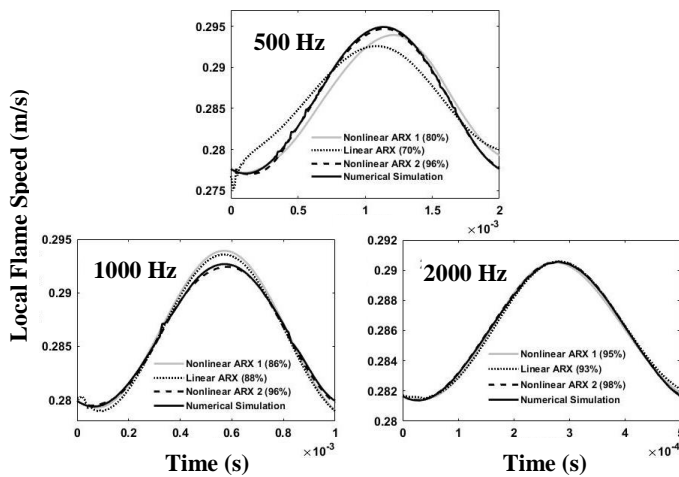 Local Flame Speed (m/s)
500 Hz
0.295
0.29
0.285
0.28
0.275
Nonlinear ARX 1 (80%)
Linear ARX (70%)
Nonlinear ARX 2 (96%)
Numerical Simulation
0 0.5 1 1.5 2
×10⁻³
1000 Hz
0.295
0.29
0.285
0.28
Nonlinear ARX 1 (86%)
Linear ARX (88%)
Nonlinear ARX 2 (96%)
Numerical Simulation
0 0.2 0.4 0.6 0.8 1
×10⁻³
Time (s)
2000 Hz
0.292
0.29
0.288
0.286
0.284
0.282
0.28
Nonlinear ARX 1 (95%)
Linear ARX (93%)
Nonlinear ARX 2 (98%)
Numerical Simulation
0 1 2 3 4 5
×10⁻⁴
Time (s)